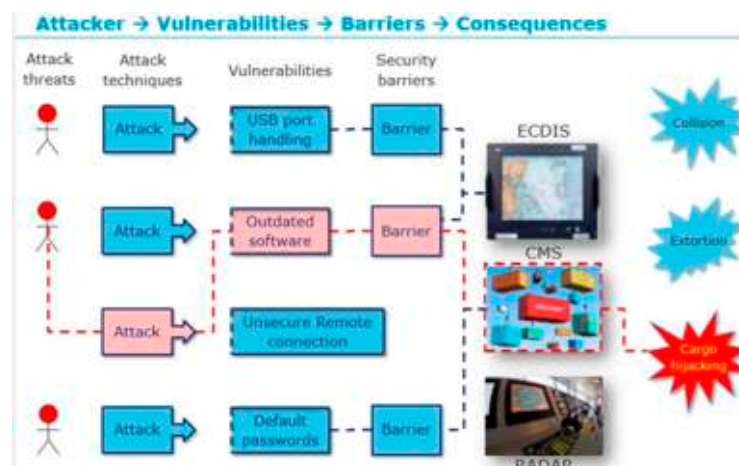 Attacker → Vulnerabilities → Barriers → Consequences
Attack
threats
Attack
techniques
Vulnerabilities
Security
barriers
Attack
USB port
handling
Barrier
ECDIS
Collision
Attack
Outdated
software
Barrier
Extortion
CMS
Attack
Unsecure Remote
connection
Cargo
hijacking
Attack
Default
passwords
Barrier
RADAR